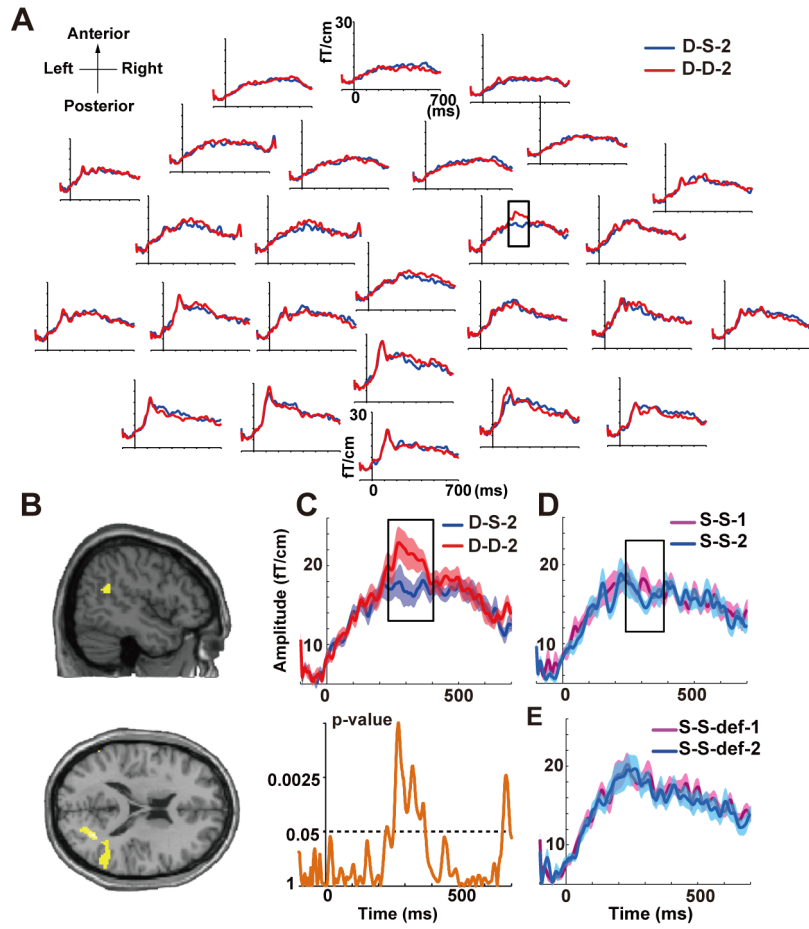 A
Anterior
Left
Right
Posterior
30
fT/cm
0
700
(ms)
D-S-2
D-D-2
30
fT/cm
0
700 (ms)
B
C
D-S-2
D-D-2
Amplitude (fT/cm)
20
10
0
500
p-value
0.0025
0.05
1
0
500
Time (ms)
D
S-S-1
S-S-2
20
10
0
500
E
S-S-def-1
S-S-def-2
20
10
0
500
Time (ms)